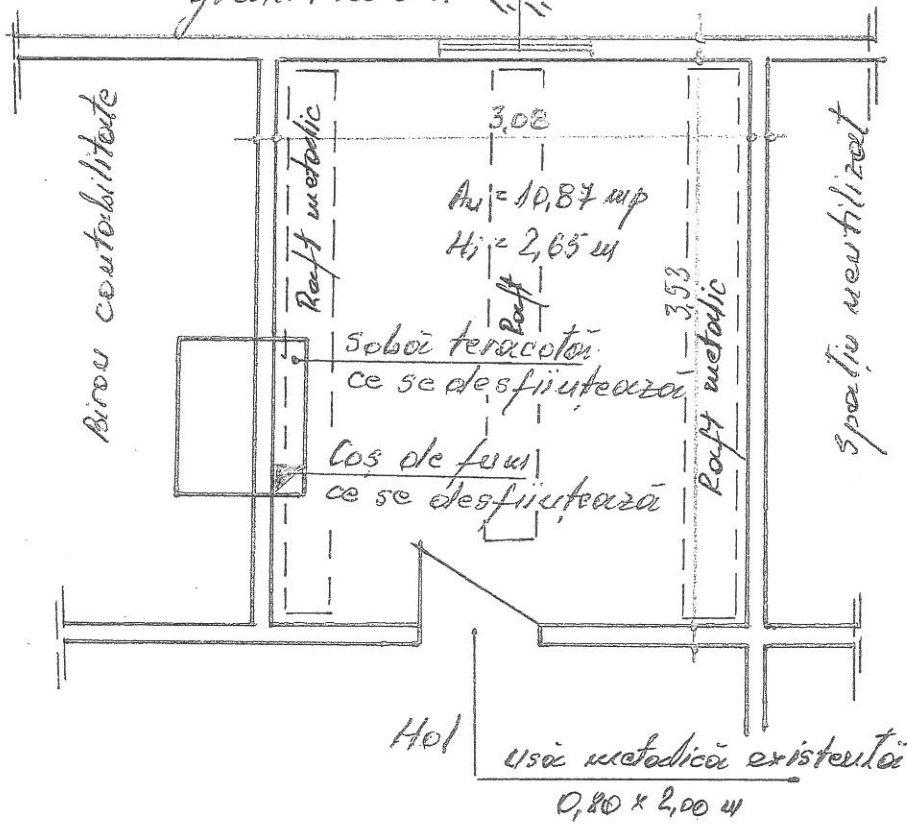 Birou contabilitate
Raft metalic
3,08
Au = 10,87 mp
Hi = 2,65 m
Raft
3,53
Raft metalic
Spațiu neutilizat
Sobă teracotă
ce se desființează
Coș de fum
ce se desființează
Hol
ușă metalică existentă
0,80 x 2,00 m